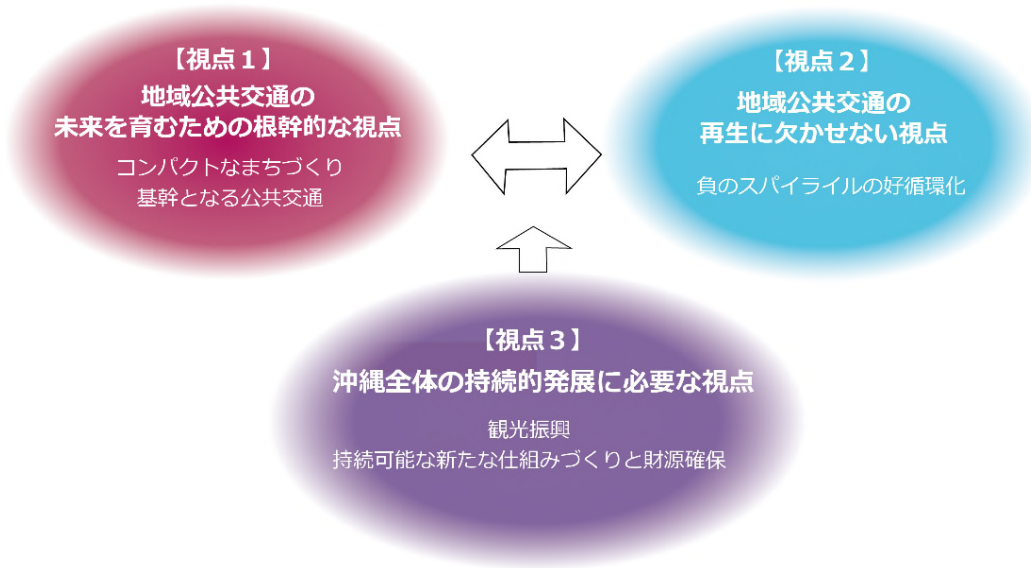 【視点１】
地域公共交通の
未来を育むための根幹的な視点
コンパクトなまちづくり
基幹となる公共交通
【視点２】
地域公共交通の
再生に欠かせない視点
負のスパイライルの好循環化
【視点３】
沖縄全体の持続的発展に必要な視点
観光振興
持続可能な新たな仕組みづくりと財源確保